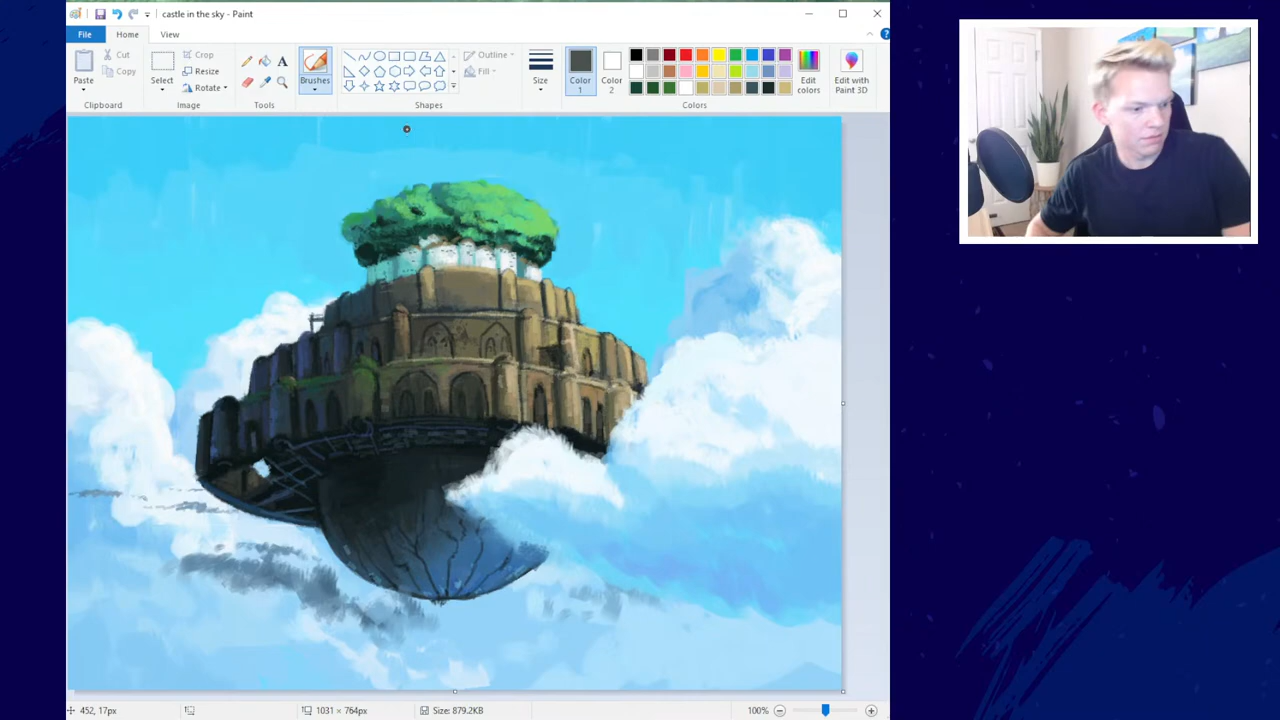 castle in the sky - Paint
File Home View
Paste
Cut
Copy
Clipboard
Select
Crop
Resize
Rotate
Image
Tools
Brushes
Shapes
Outline
Fill
Size
Color 1
Color 2
Colors
Edit colors
Edit with Paint 3D
452, 17px
1031 × 764px
Size: 879.2KB
100%